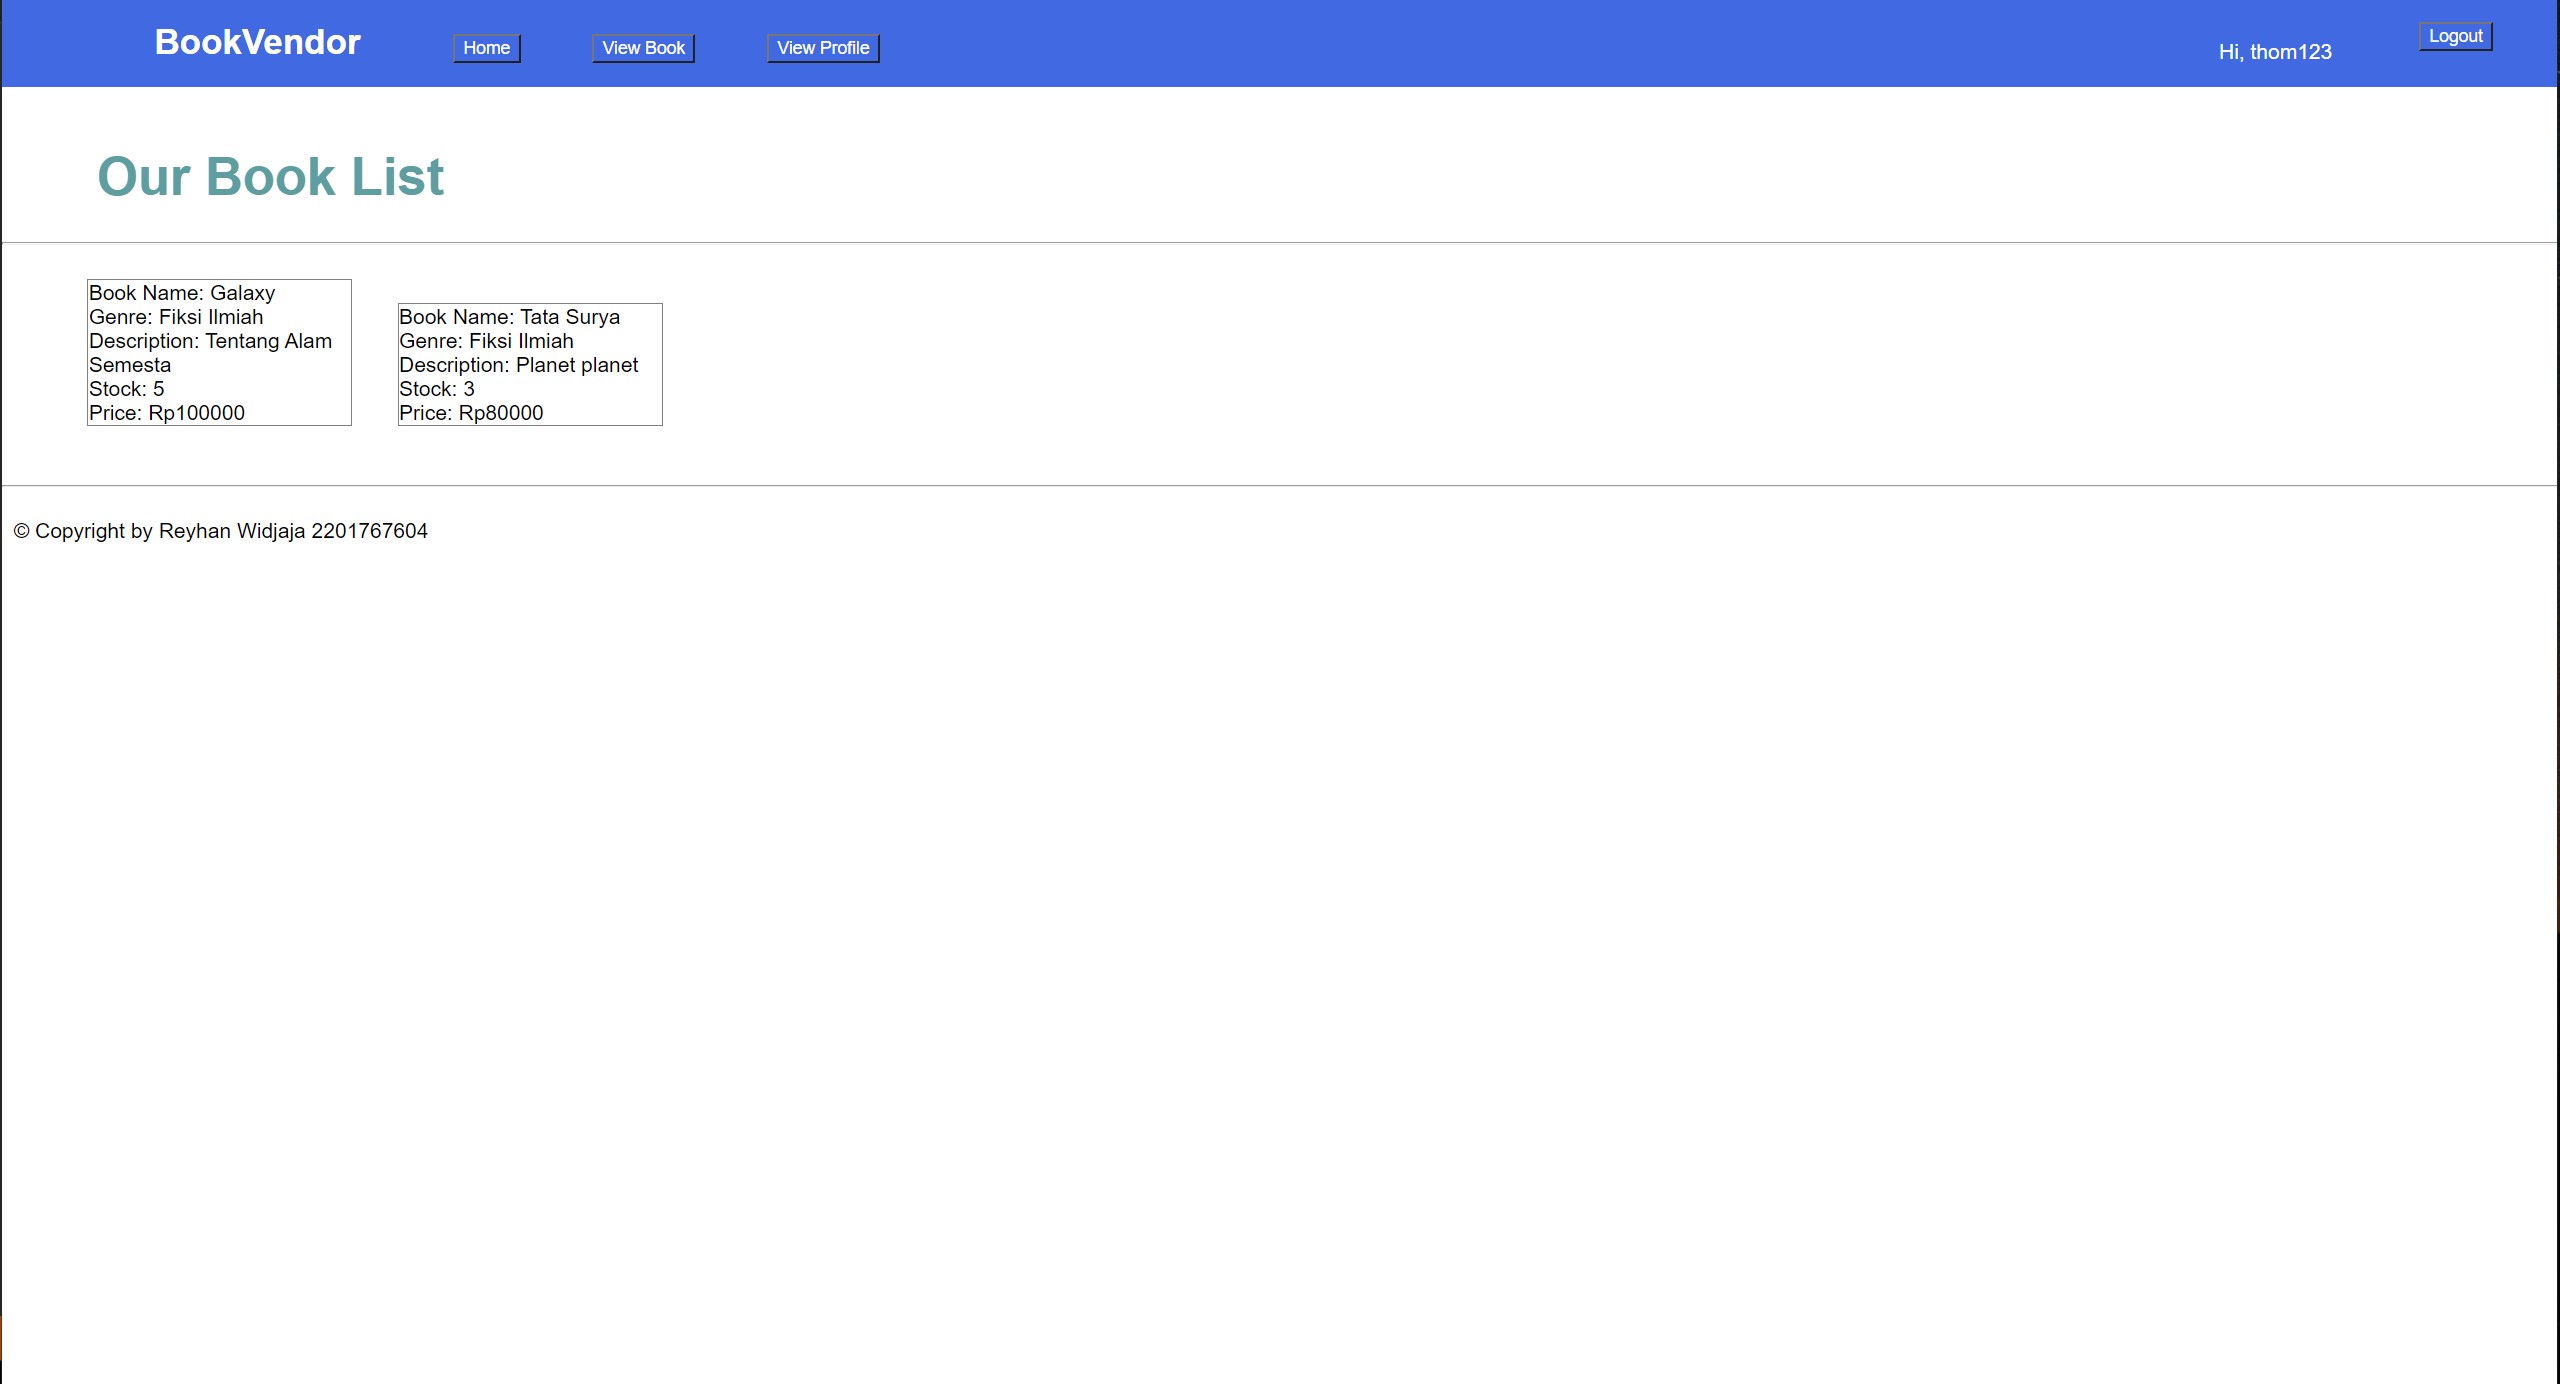 BookVendor
Home
View Book
View Profile
Hi, thom123
Logout
Our Book List
Book Name: Galaxy
Genre: Fiksi Ilmiah
Description: Tentang Alam
Semesta
Stock: 5
Price: Rp100000
Book Name: Tata Surya
Genre: Fiksi Ilmiah
Description: Planet planet
Stock: 3
Price: Rp80000
© Copyright by Reyhan Widjaja 2201767604